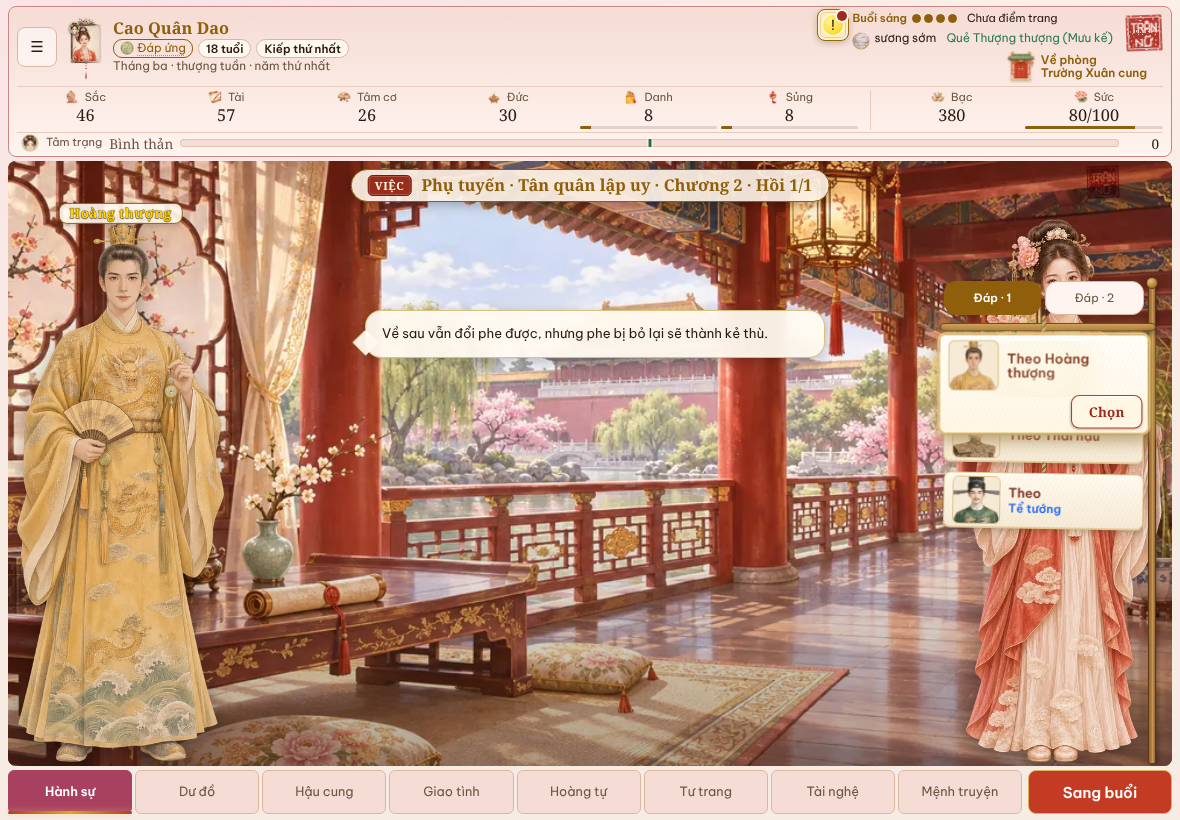 ☰
Cao Quân Dao
Đáp ứng
18 tuổi
Kiếp thứ nhất
Tháng ba · thượng tuần · năm thứ nhất
!
Buổi sáng
Chưa điểm trang
sương sớm
Quẻ Thượng thượng (Mưu kế)
Về phòng
Trường Xuân cung
Sắc
Tài
Tâm cơ
Đức
Danh
Sủng
Bạc
Sức
46
57
26
30
8
8
380
80/100
Tâm trạng
Bình thản
0
VIỆC
Phụ tuyến · Tân quân lập uy · Chương 2 · Hồi 1/1
Hoàng thượng
Về sau vẫn đổi phe được, nhưng phe bị bỏ lại sẽ thành kẻ thù.
Đáp · 1
Đáp · 2
Theo Hoàng
thượng
Chọn
Theo Thái hậu
Theo
Tể tướng
Hành sự
Dư đồ
Hậu cung
Giao tình
Hoàng tự
Tư trang
Tài nghệ
Mệnh truyện
Sang buổi